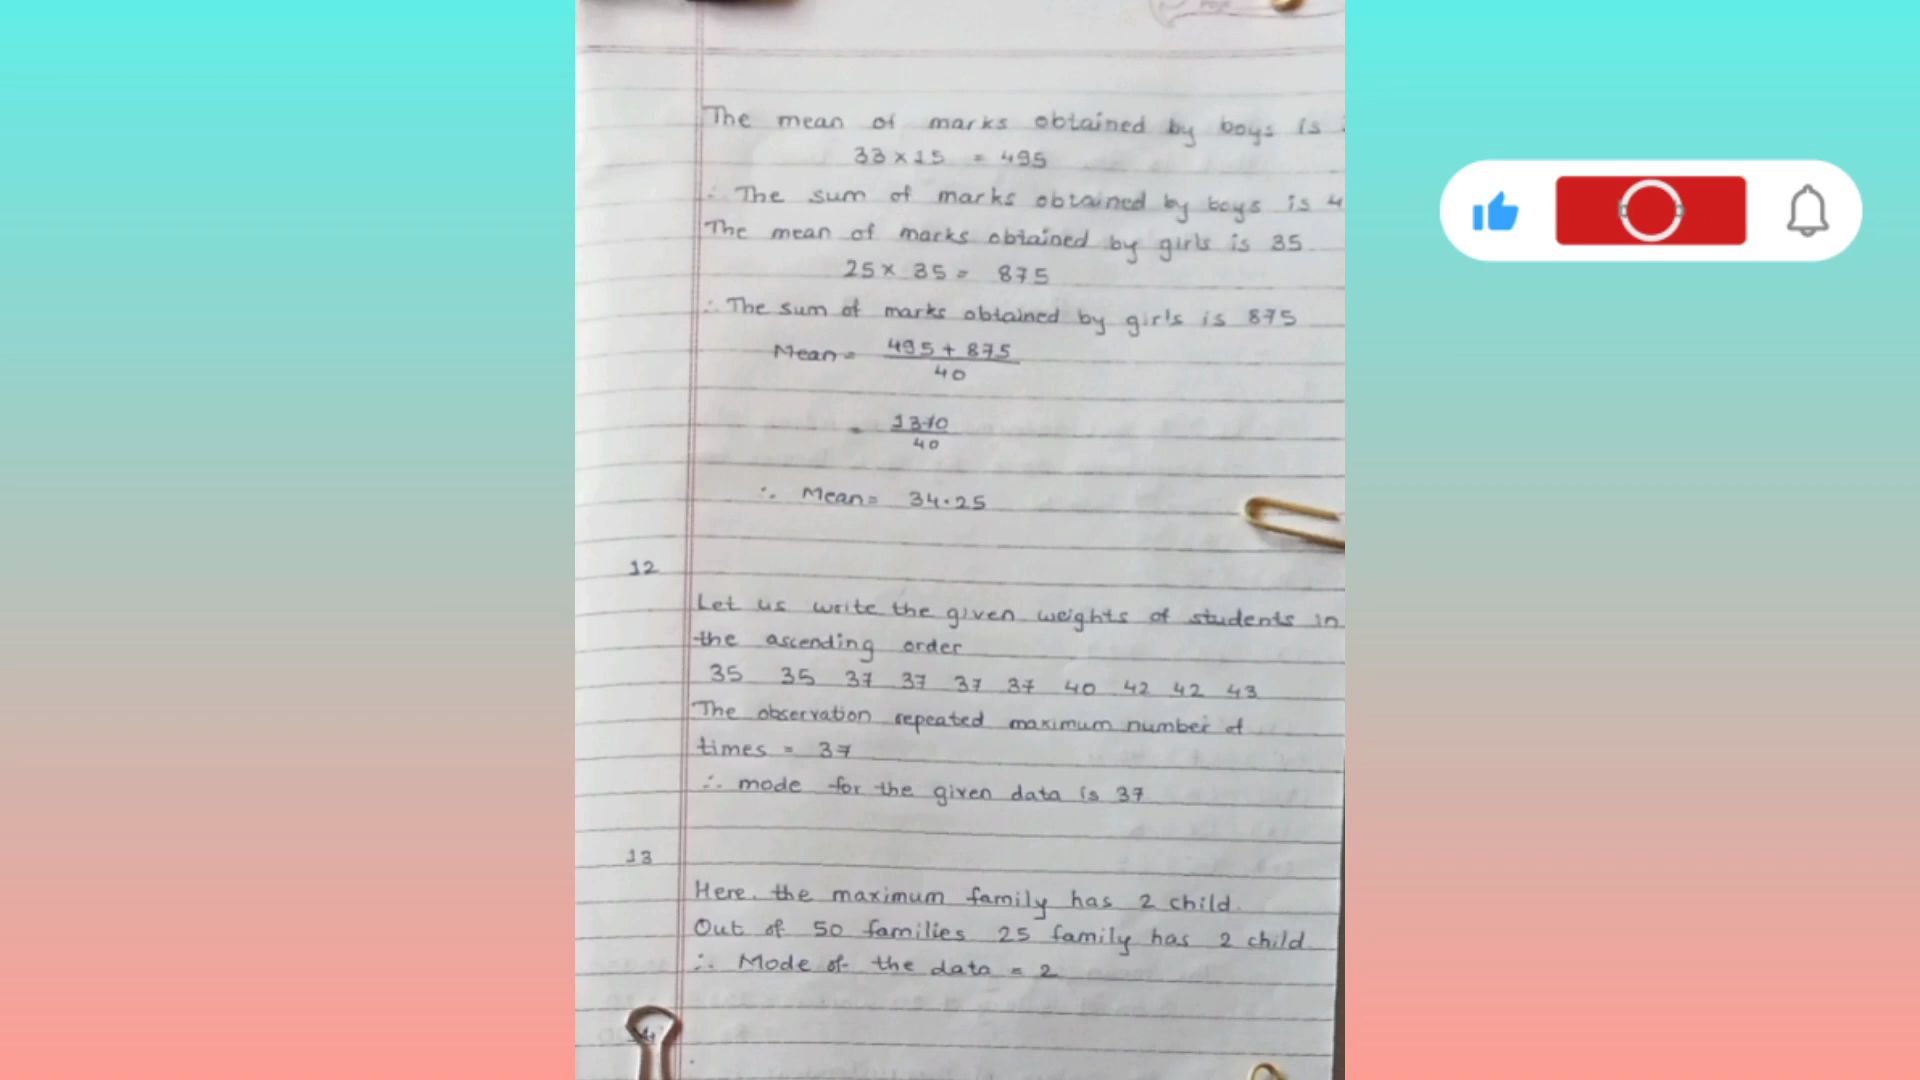 The mean of marks obtained by boys is
33 × 15 = 495
∴ The sum of marks obtained by boys is 4
The mean of marks obtained by girls is 35
25 × 35 = 875
∴ The sum of marks obtained by girls is 875
Mean = 495 + 875
40
= 1370
40
∴ Mean = 34.25
12
Let us write the given weights of students in
the ascending order
35 35 37 37 37 37 40 42 42 43
The observation repeated maximum number of
times = 37
∴ mode for the given data is 37
13
Here, the maximum family has 2 child.
Out of 50 families 25 family has 2 child
∴ Mode of the data = 2